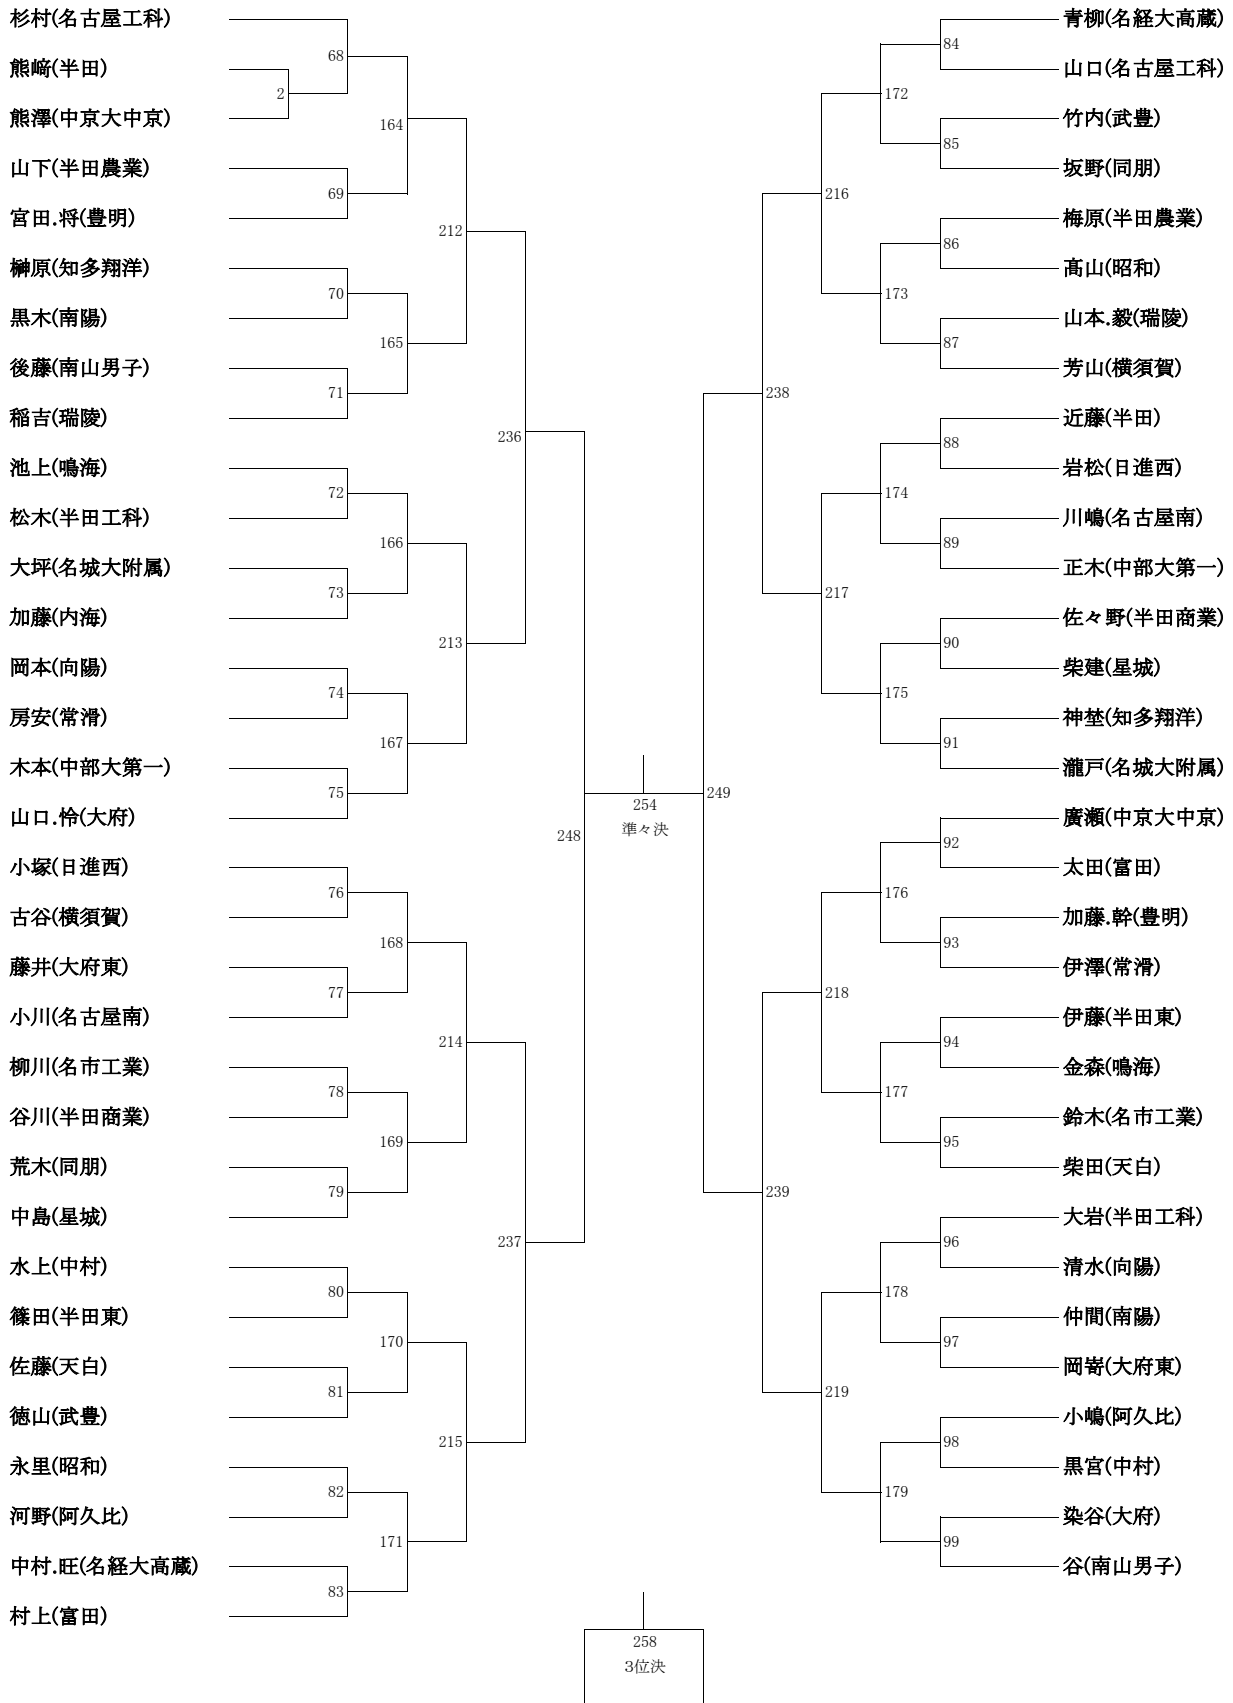 杉村(名古屋工科)
熊﨑(半田)
熊澤(中京大中京)
山下(半田農業)
宮田.将(豊明)
榊原(知多翔洋)
黒木(南陽)
後藤(南山男子)
稲吉(瑞陵)
池上(鳴海)
松木(半田工科)
大坪(名城大附属)
加藤(内海)
岡本(向陽)
房安(常滑)
木本(中部大第一)
山口.怜(大府)
小塚(日進西)
古谷(横須賀)
藤井(大府東)
小川(名古屋南)
柳川(名市工業)
谷川(半田商業)
荒木(同朋)
中島(星城)
水上(中村)
篠田(半田東)
佐藤(天白)
徳山(武豊)
永里(昭和)
河野(阿久比)
中村.旺(名経大高蔵)
村上(富田)
2
68
69
70
71
72
73
74
75
76
77
78
79
80
81
82
83
164
165
166
167
168
169
170
171
212
213
214
215
236
237
248
254
準々決
258
3位決
249
238
239
216
217
218
219
172
173
174
175
176
177
178
179
84
85
86
87
88
89
90
91
92
93
94
95
96
97
98
99
青柳(名経大高蔵)
山口(名古屋工科)
竹内(武豊)
坂野(同朋)
梅原(半田農業)
髙山(昭和)
山本.毅(瑞陵)
芳山(横須賀)
近藤(半田)
岩松(日進西)
川嶋(名古屋南)
正木(中部大第一)
佐々野(半田商業)
柴建(星城)
神埜(知多翔洋)
瀧戸(名城大附属)
廣瀬(中京大中京)
太田(富田)
加藤.幹(豊明)
伊澤(常滑)
伊藤(半田東)
金森(鳴海)
鈴木(名市工業)
柴田(天白)
大岩(半田工科)
清水(向陽)
仲間(南陽)
岡嵜(大府東)
小嶋(阿久比)
黒宮(中村)
染谷(大府)
谷(南山男子)